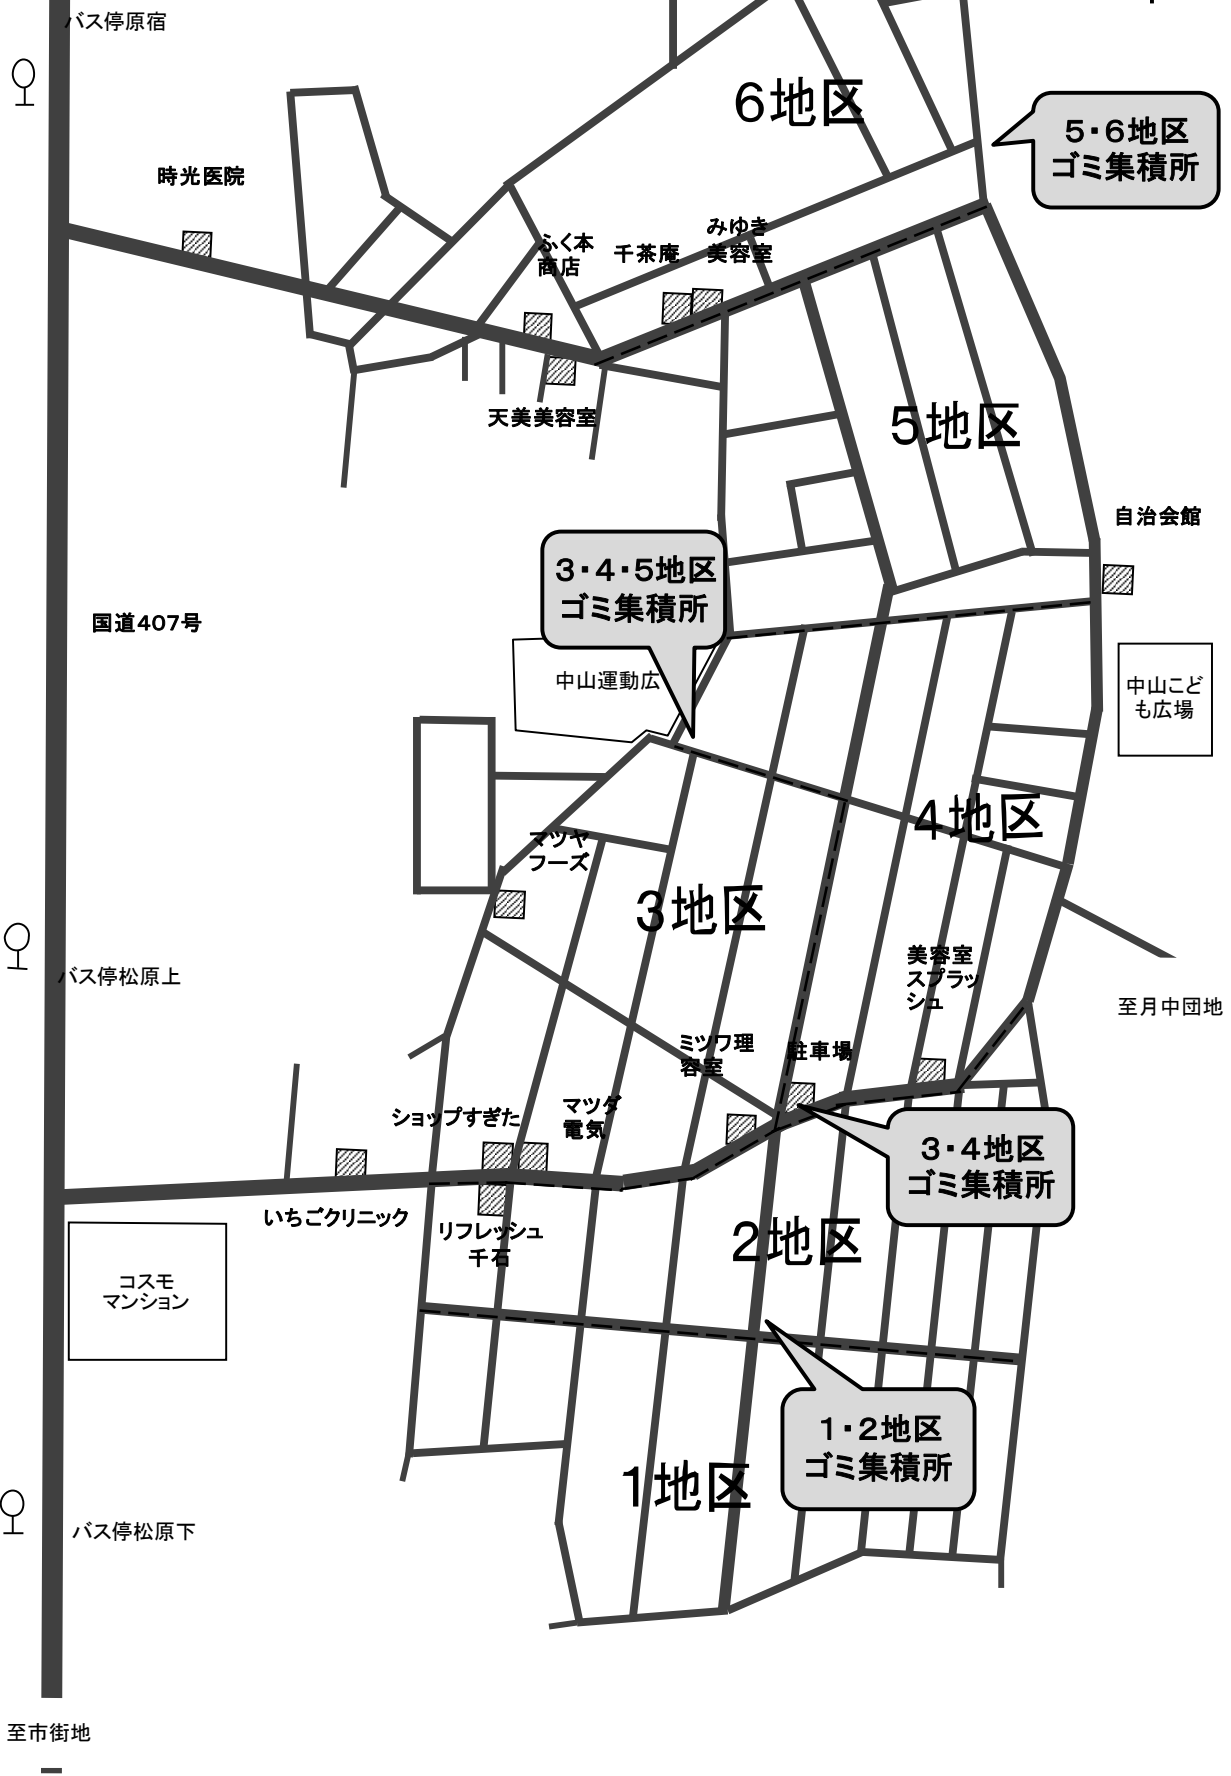 バス停原宿
6地区
5・6地区
ゴミ集積所
時光医院
ふく本
商店
千茶庵
みゆき
美容室
天美美容室
5地区
自治会館
3・4・5地区
ゴミ集積所
国道407号
中山運動広
中山こど
も広場
4地区
マツヤ
フーズ
3地区
美容室
スプラッ
シュ
バス停松原上
至月中団地
ミツワ理
容室
駐車場
ショップすぎた
マツダ
電気
3・4地区
ゴミ集積所
いちごクリニック
リフレッシュ
千石
2地区
コスモ
マンション
1・2地区
ゴミ集積所
1地区
バス停松原下
至市街地